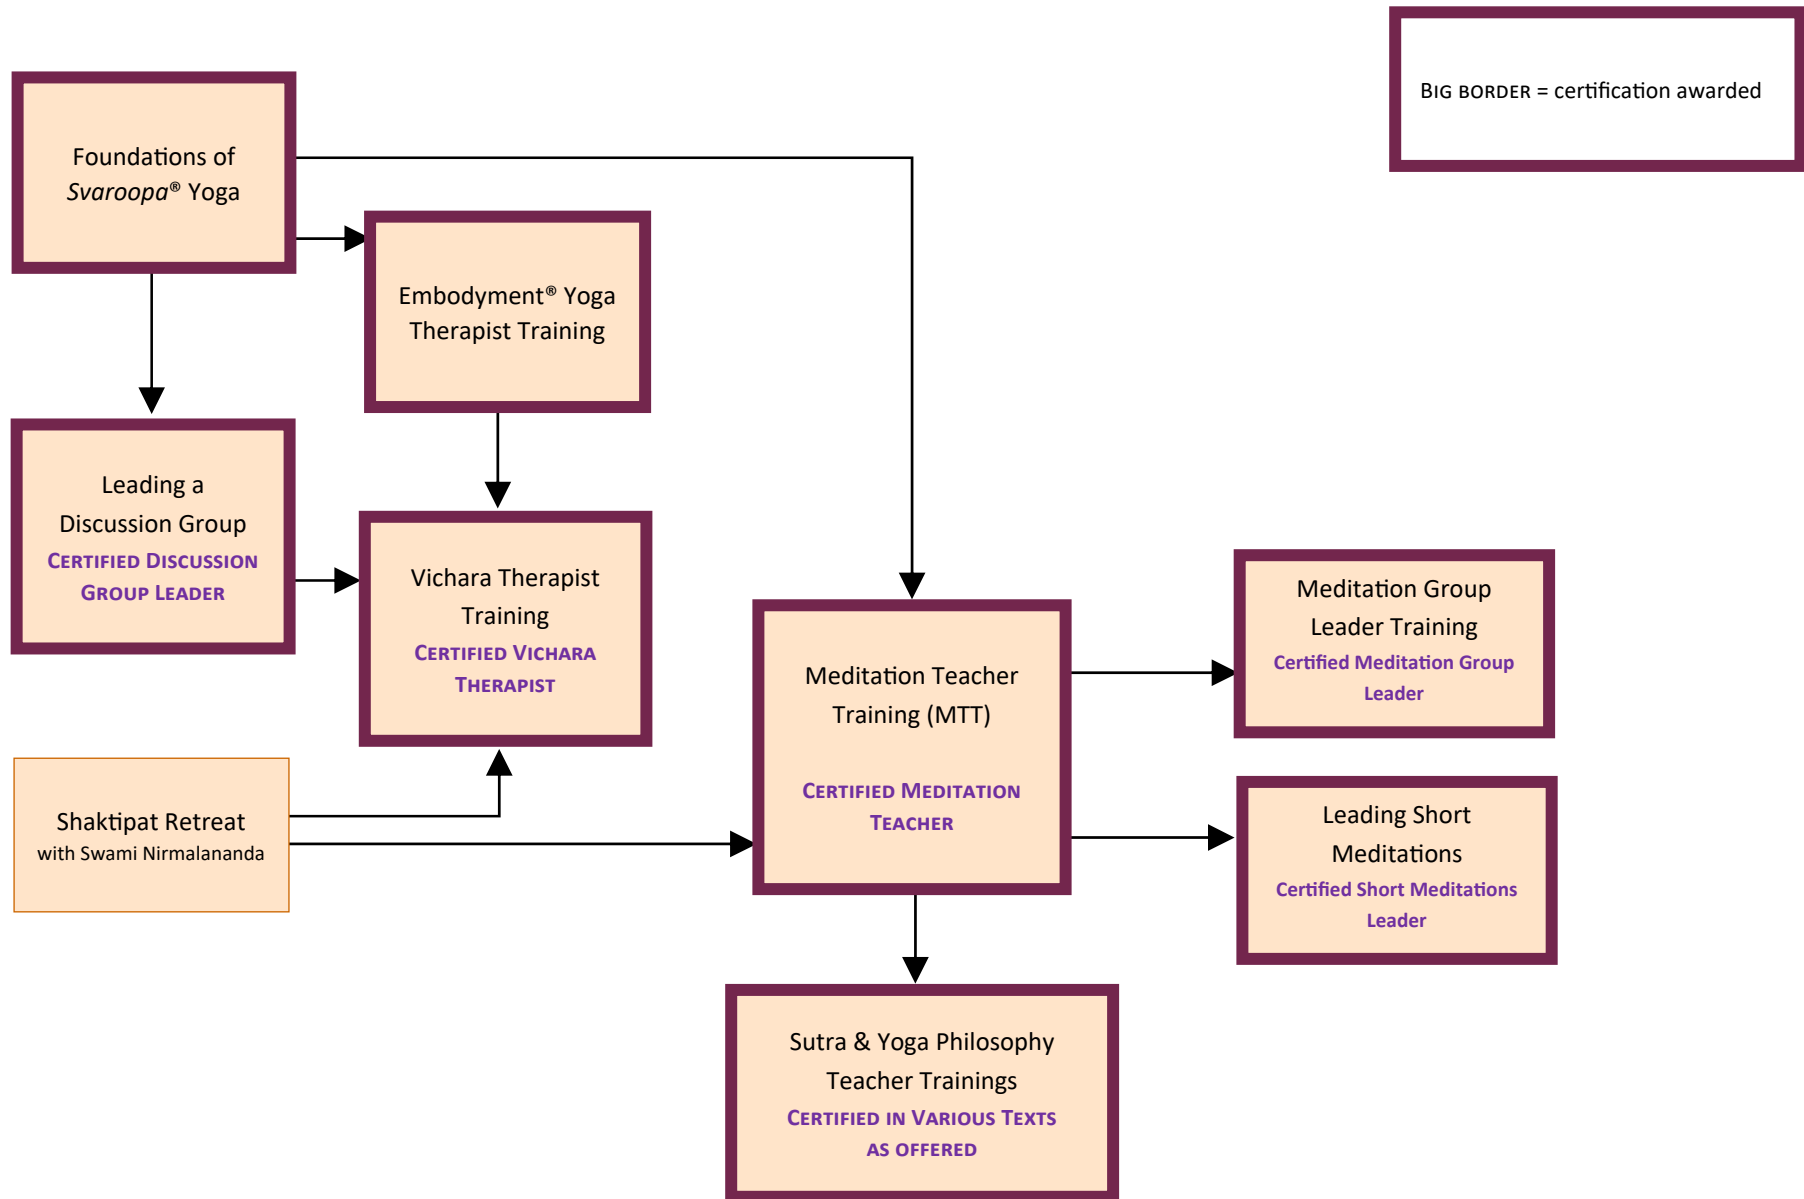 BIG BORDER = certification awarded
Foundations of
Svaroopa® Yoga
Embodyment® Yoga
Therapist Training
Leading a
Discussion Group
CERTIFIED DISCUSSION
GROUP LEADER
Vichara Therapist
Training
CERTIFIED VICHARA
THERAPIST
Meditation Group
Leader Training
Certified Meditation Group
Leader
Meditation Teacher
Training (MTT)
CERTIFIED MEDITATION
TEACHER
Shaktipat Retreat
with Swami Nirmalananda
Leading Short
Meditations
Certified Short Meditations
Leader
Sutra & Yoga Philosophy
Teacher Trainings
CERTIFIED IN VARIOUS TEXTS
AS OFFERED